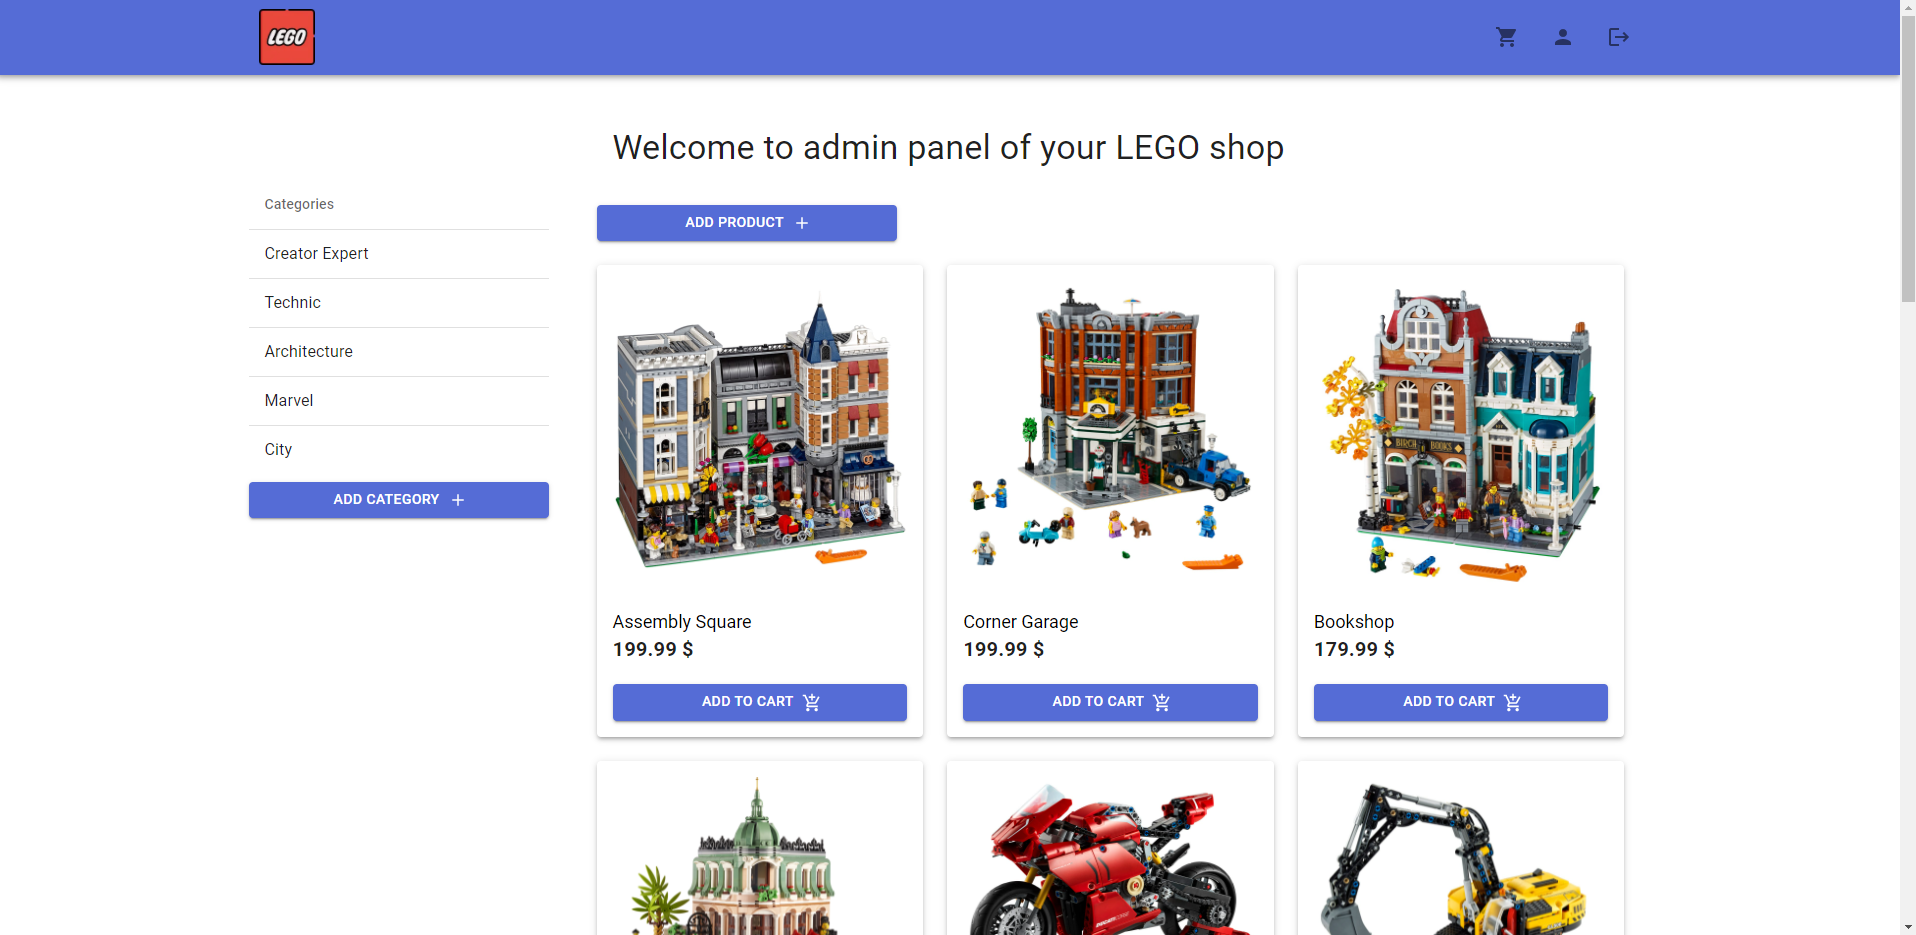 LEGO
Welcome to admin panel of your LEGO shop
Categories
Creator Expert
Technic
Architecture
Marvel
City
ADD CATEGORY
ADD PRODUCT
BIRCH BOOKS
Assembly Square
199.99 $
ADD TO CART
Corner Garage
199.99 $
ADD TO CART
Bookshop
179.99 $
ADD TO CART